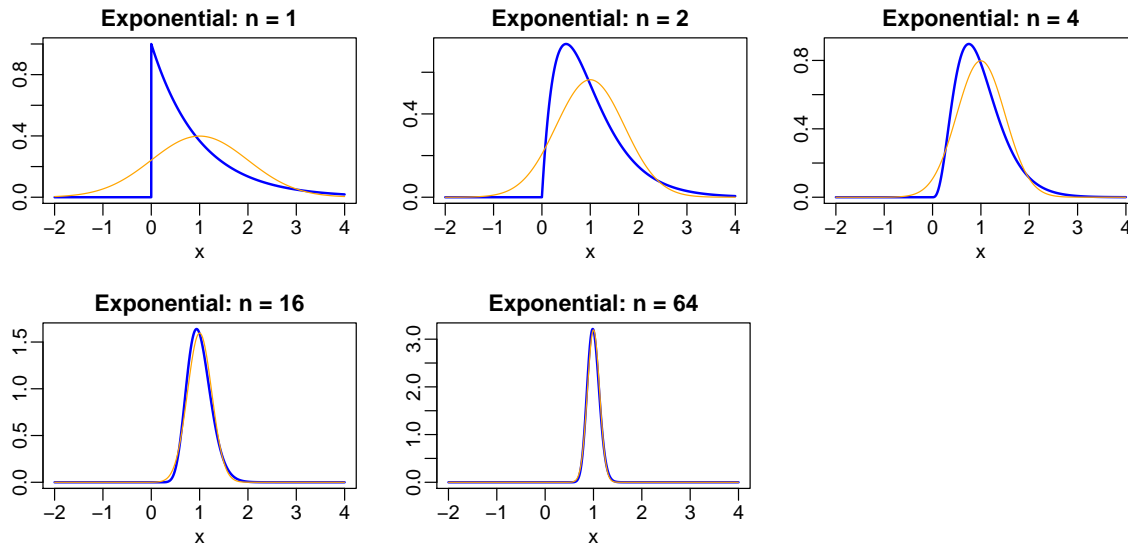 Exponential: n = 1
0.0 0.4 0.8
−2 −1 0 1 2 3 4
x
Exponential: n = 2
0.0 0.4
−2 −1 0 1 2 3 4
x
Exponential: n = 4
0.0 0.4 0.8
−2 −1 0 1 2 3 4
x
Exponential: n = 16
0.0 0.5 1.0 1.5
−2 −1 0 1 2 3 4
x
Exponential: n = 64
0.0 1.0 2.0 3.0
−2 −1 0 1 2 3 4
x